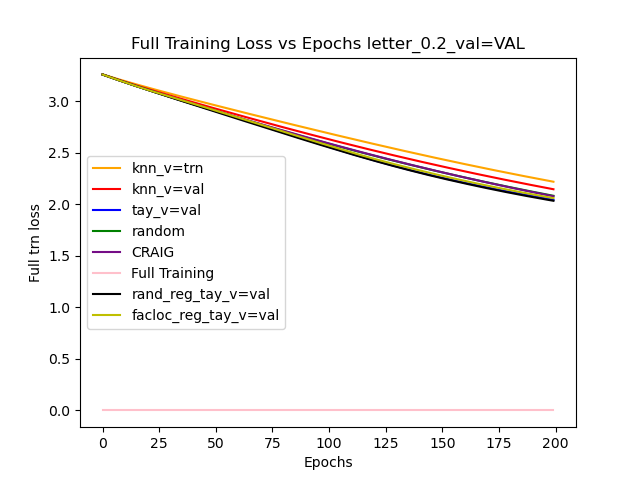 Full Training Loss vs Epochs letter_0.2_val=VAL
Full trn loss
3.0
2.5
2.0
1.5
1.0
0.5
0.0
knn_v=trn
knn_v=val
tay_v=val
random
CRAIG
Full Training
rand_reg_tay_v=val
facloc_reg_tay_v=val
0 25 50 75 100 125 150 175 200
Epochs